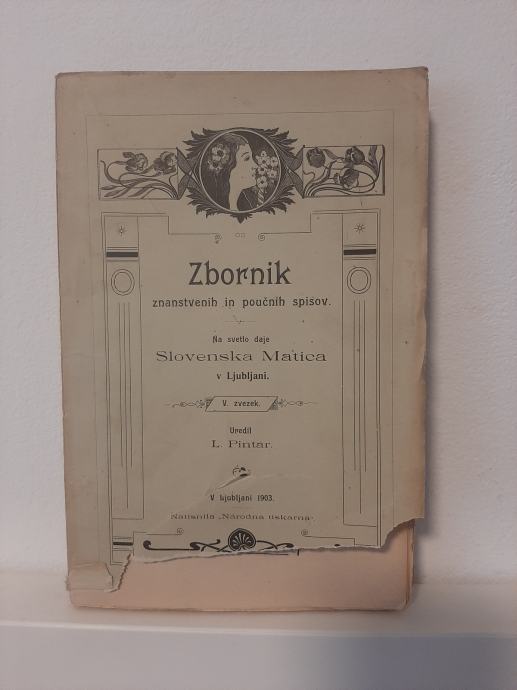 Zbornik
znanstvenih in poučnih spisov.
Na svetlo daje
Slovenska Matica
v Ljubljani.
V. zvezek.
Uredil
L. Pintar.
V Ljubljani 1903.
Natisnila „Narodna tiskarna“.